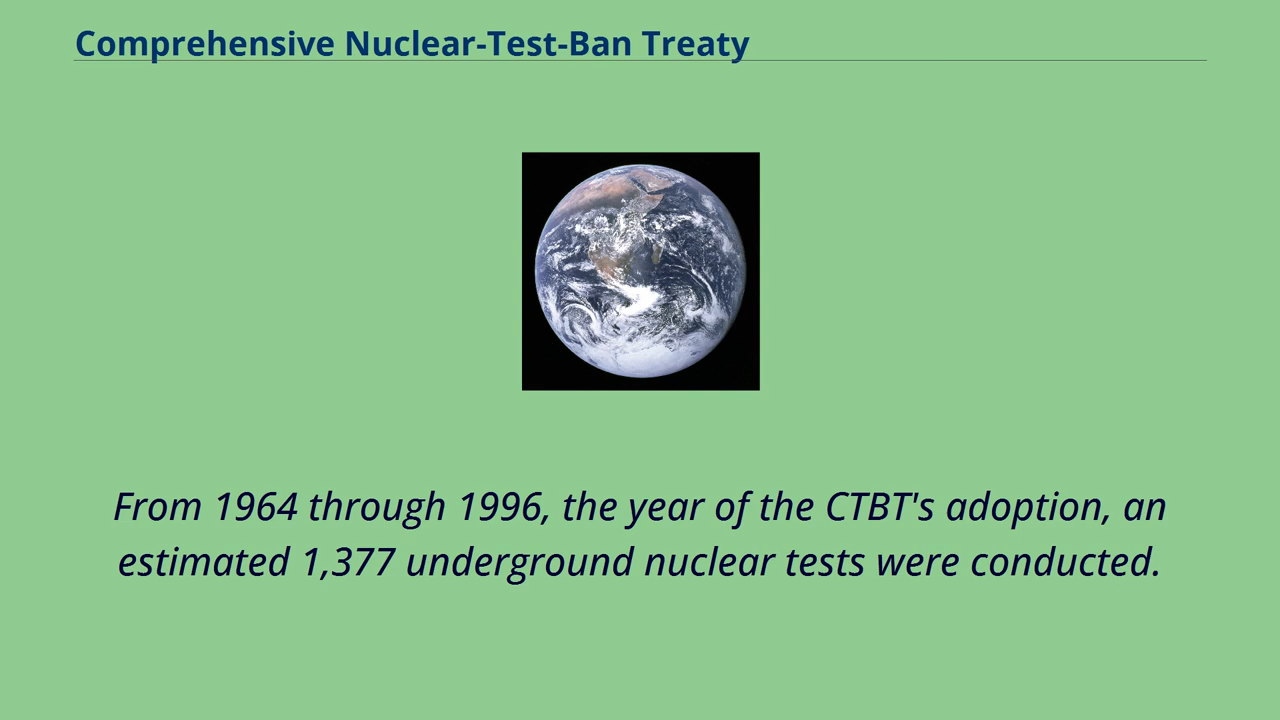 Comprehensive Nuclear-Test-Ban Treaty
From 1964 through 1996, the year of the CTBT's adoption, an
estimated 1,377 underground nuclear tests were conducted.